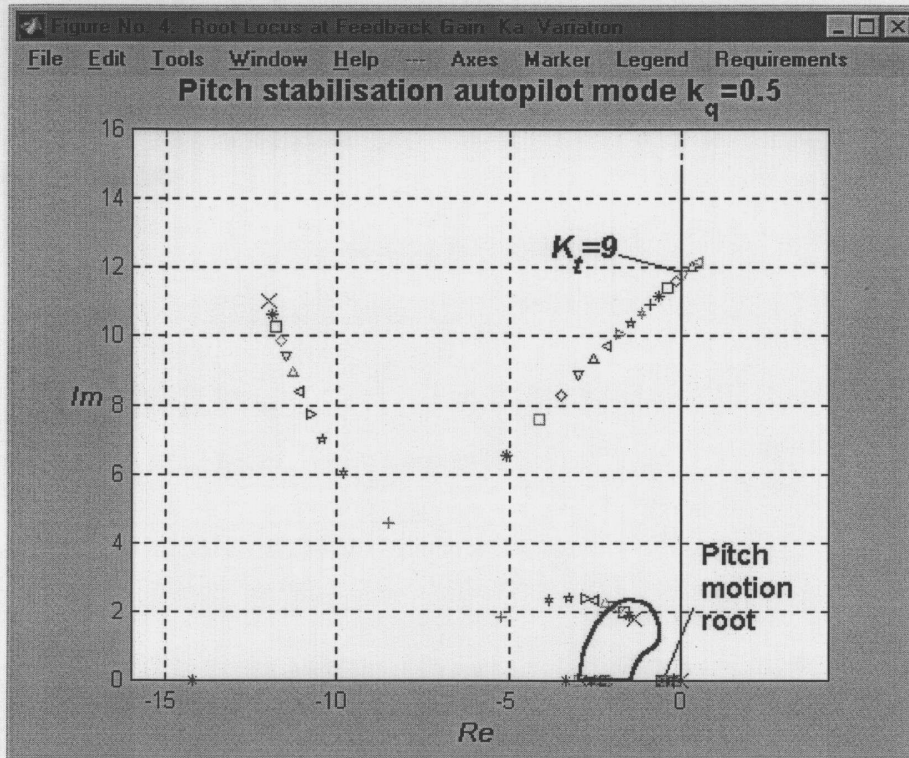 Figure No. 4. Root Locus at Feedback Gain Ka Variation
File Edit Tools Window Help --- Axes Marker Legend Requirements
Pitch stabilisation autopilot mode k_q=0.5
16
14
12
10
8
6
4
2
0
Im
K_t=9
Pitch
motion
root
-15
-10
-5
0
Re